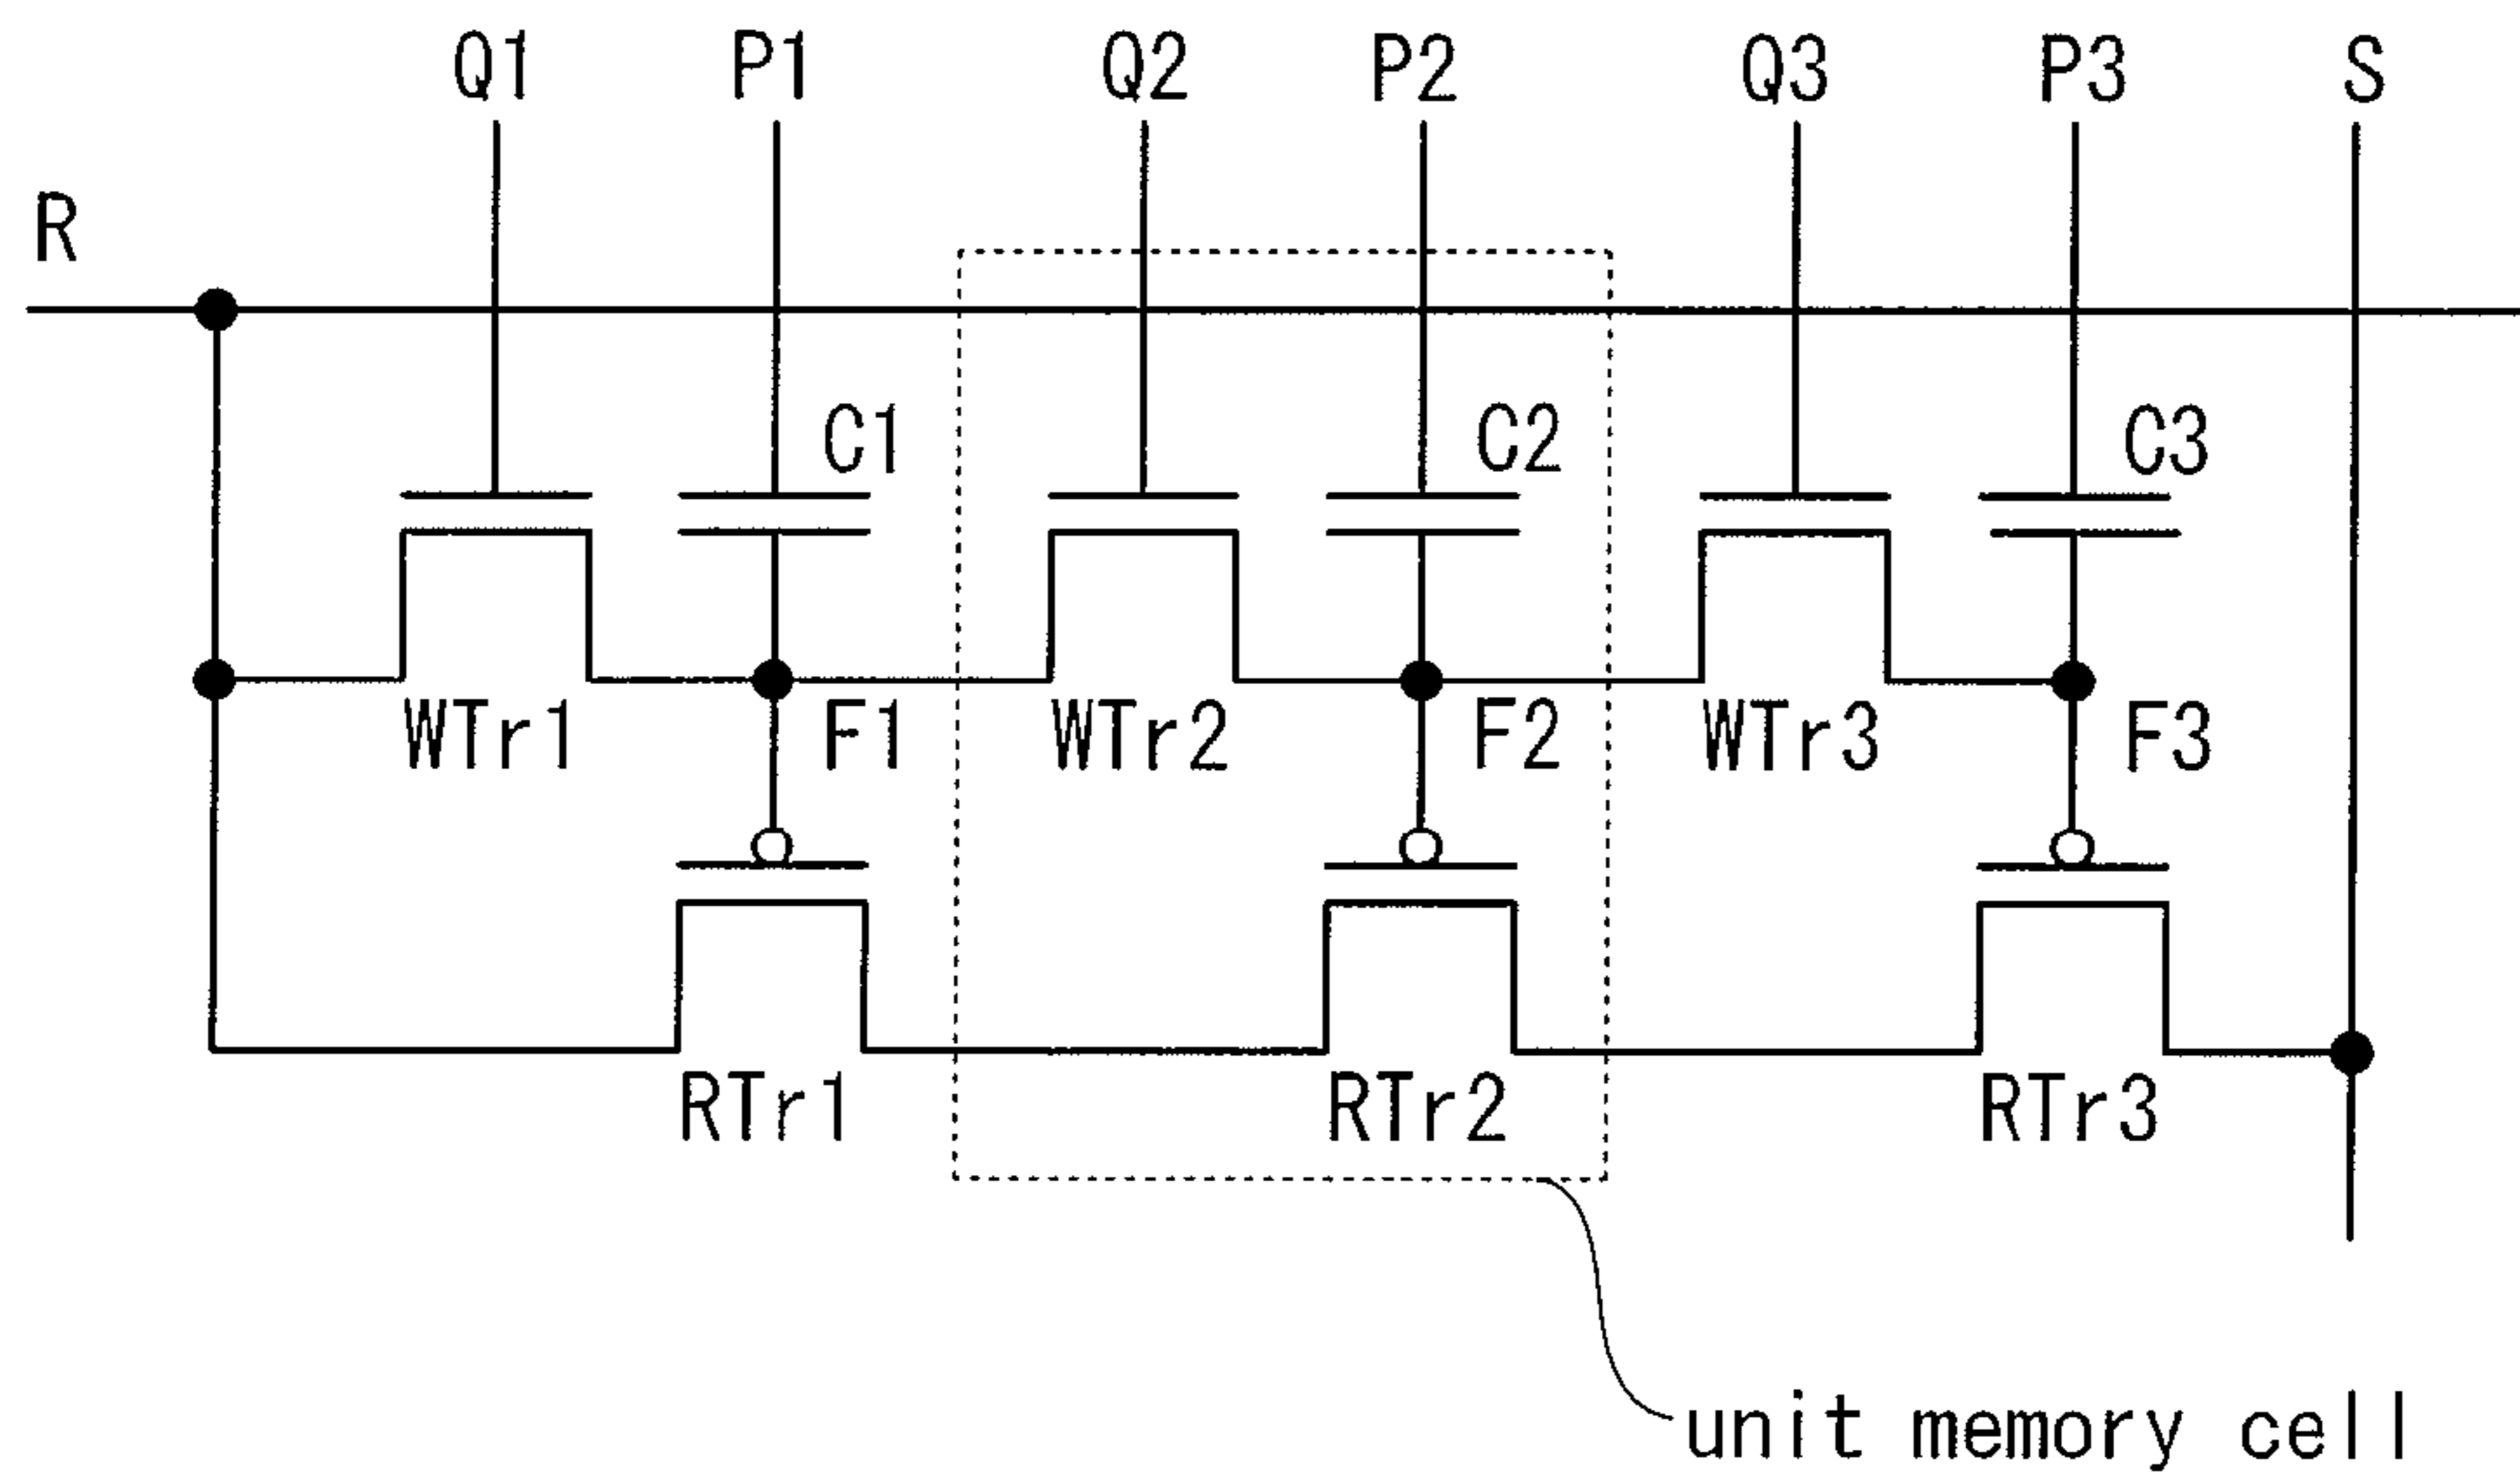 Q1 P1 Q2 P2 Q3 P3 S
R
C1 C2 C3
WTr1 F1 WTr2 F2 WTr3 F3
RTr1 RTr2 RTr3
unit memory cell